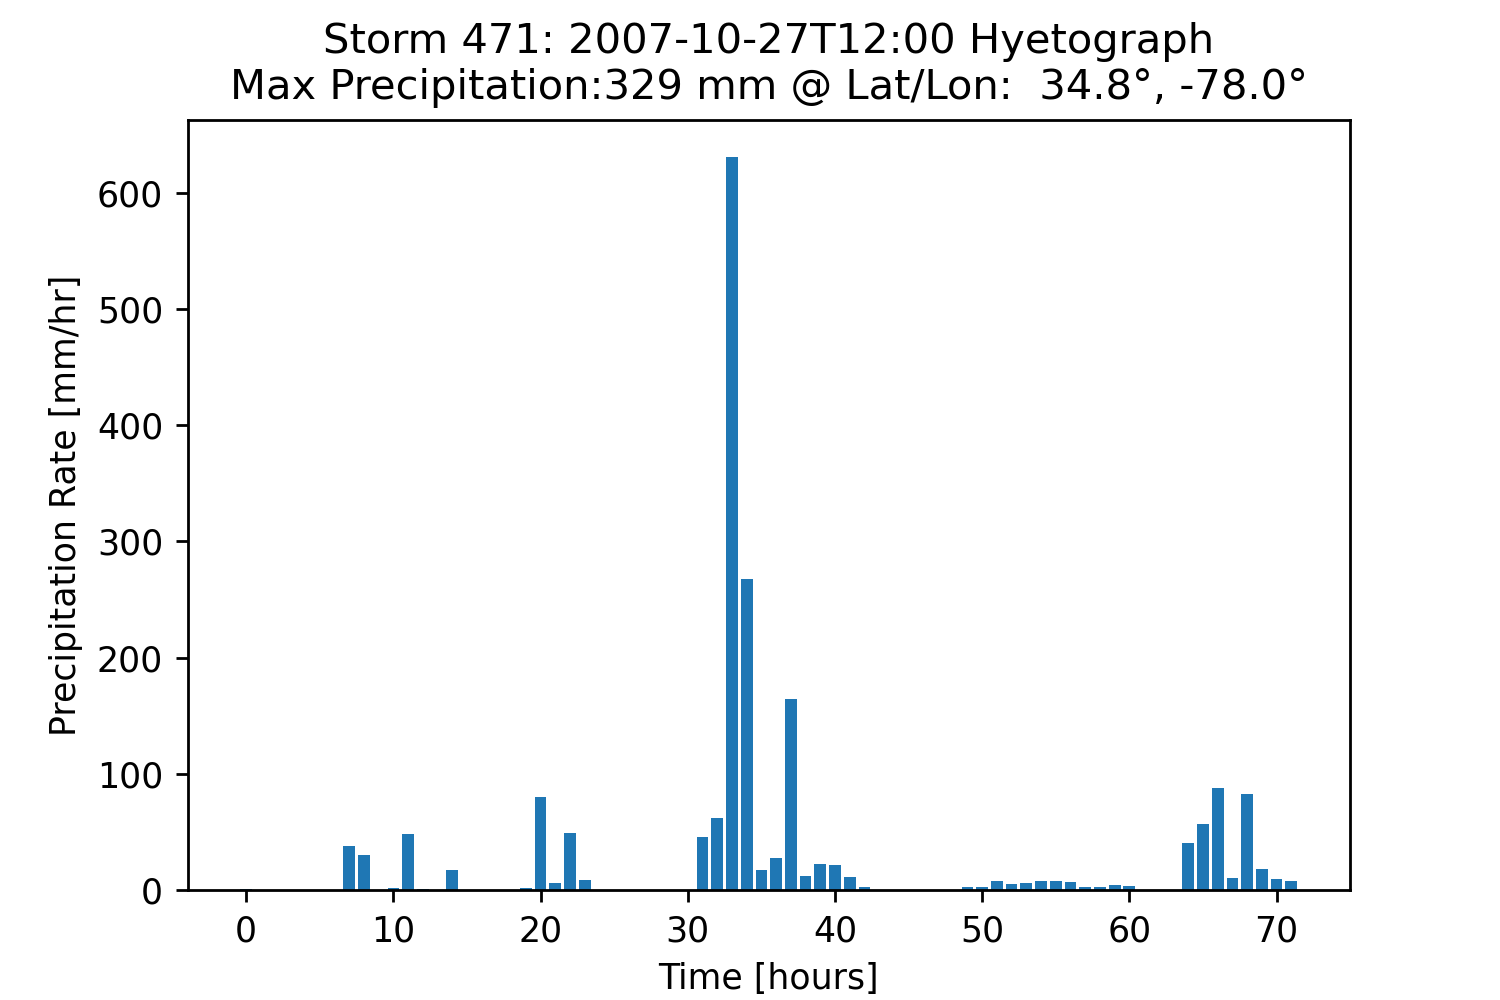 Storm 471: 2007-10-27T12:00 Hyetograph
Max Precipitation:329 mm @ Lat/Lon:  34.8°, -78.0°
Precipitation Rate [mm/hr]
600
500
400
300
200
100
0
0 10 20 30 40 50 60 70
Time [hours]